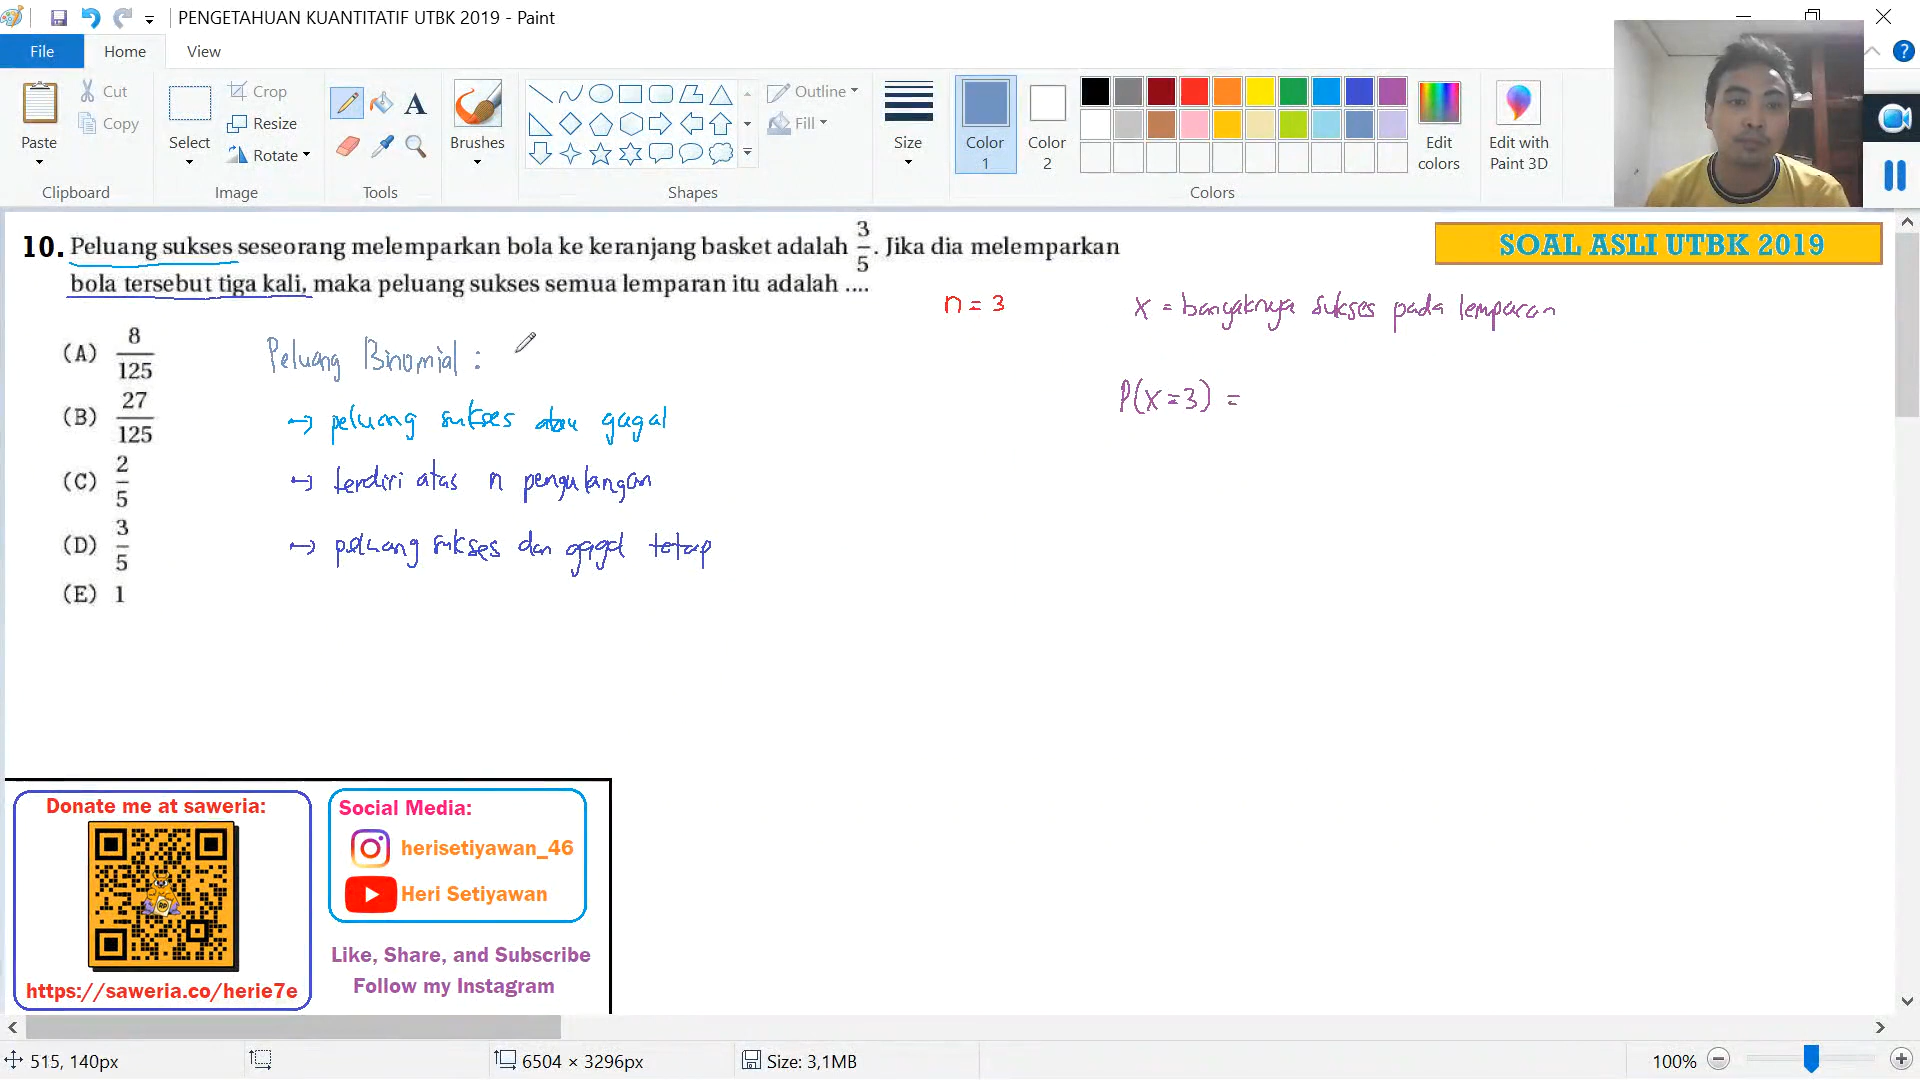 PENGETAHUAN KUANTITATIF UTBK 2019 - Paint
File Home View
Paste
Cut
Copy
Clipboard
Select
Crop
Resize
Rotate
Image
Tools
Brushes
Shapes
Outline
Fill
Size
Color 1
Color 2
Colors
Edit colors
Edit with Paint 3D
10. Peluang sukses seseorang melemparkan bola ke keranjang basket adalah 3/5. Jika dia melemparkan
bola tersebut tiga kali, maka peluang sukses semua lemparan itu adalah ....
SOAL ASLI UTBK 2019
n = 3
x = banyaknya sukses pada lemparan
P(x=3) =
(A) 8/125
(B) 27/125
(C) 2/5
(D) 3/5
(E) 1
Peluang Binomial :
→ peluang sukses atau gagal
→ terdiri atas n pengulangan
→ peluang sukses dan gagal tetap
Donate me at saweria:
https://saweria.co/herie7e
Social Media:
herisetiyawan_46
Heri Setiyawan
Like, Share, and Subscribe
Follow my Instagram
515, 140px
6504 × 3296px
Size: 3,1MB
100%